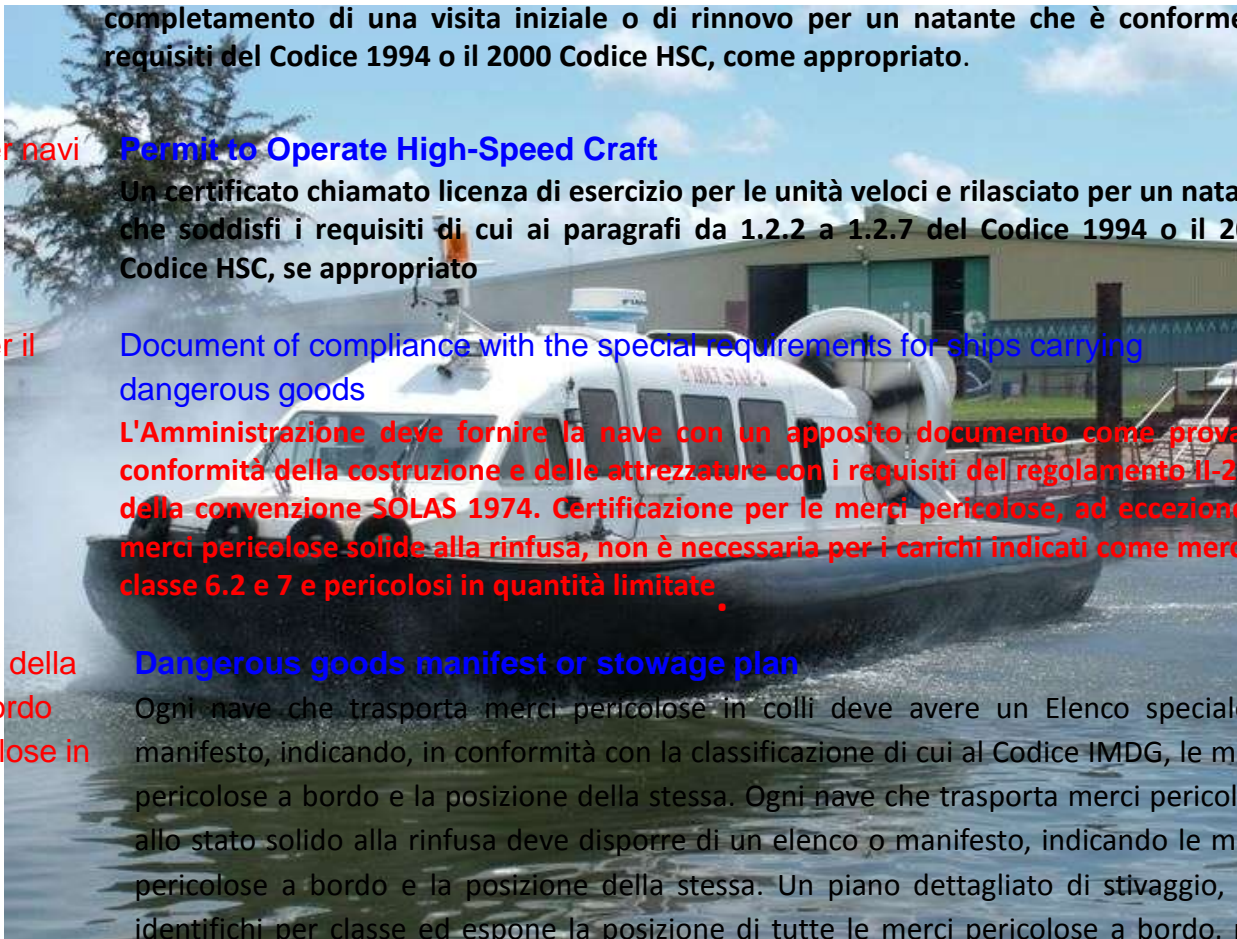 completamento di una visita iniziale o di rinnovo per un natante che è conforme
requisiti del Codice 1994 o il 2000 Codice HSC, come appropriato.
r navi
Permit to Operate High-Speed Craft
Un certificato chiamato licenza di esercizio per le unità veloci e rilasciato per un nata
che soddisfi i requisiti di cui ai paragrafi da 1.2.2 a 1.2.7 del Codice 1994 o il 20
Codice HSC, se appropriato
r il
Document of compliance with the special requirements for ships carrying
dangerous goods
HOLY STAR-2
L'Amministrazione deve fornire la nave con un apposito documento come prova
conformità della costruzione e delle attrezzature con i requisiti del regolamento II-2
della convenzione SOLAS 1974. Certificazione per le merci pericolose, ad eccezione
merci pericolose solide alla rinfusa, non è necessaria per i carichi indicati come merc
classe 6.2 e 7 e pericolosi in quantità limitate.
della
ordo
lose in
Dangerous goods manifest or stowage plan
Ogni nave che trasporta merci pericolose in colli deve avere un Elenco speciale
manifesto, indicando, in conformità con la classificazione di cui al Codice IMDG, le m
pericolose a bordo e la posizione della stessa. Ogni nave che trasporta merci pericol
allo stato solido alla rinfusa deve disporre di un elenco o manifesto, indicando le m
pericolose a bordo e la posizione della stessa. Un piano dettagliato di stivaggio,
identifichi per classe ed espone la posizione di tutte le merci pericolose a bordo,